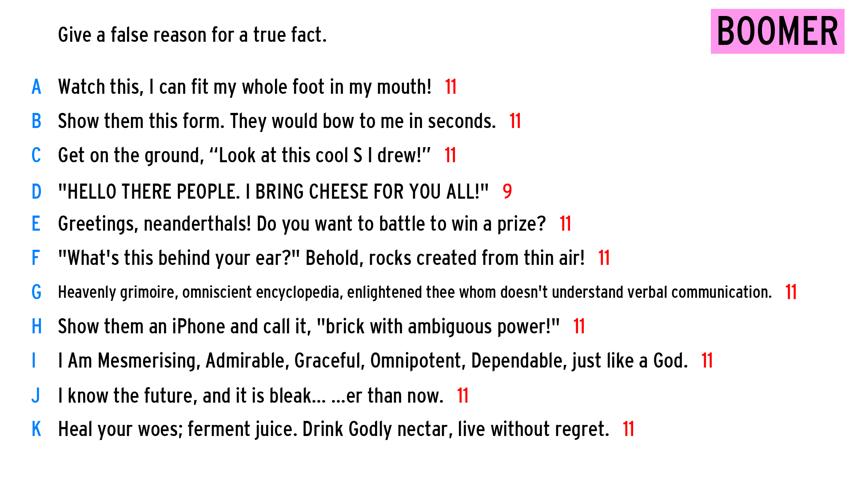 Give a false reason for a true fact.
BOOMER
A Watch this, I can fit my whole foot in my mouth! 11
B Show them this form. They would bow to me in seconds. 11
C Get on the ground, “Look at this cool S I drew!” 11
D "HELLO THERE PEOPLE. I BRING CHEESE FOR YOU ALL!" 9
E Greetings, neanderthals! Do you want to battle to win a prize? 11
F "What's this behind your ear?" Behold, rocks created from thin air! 11
G Heavenly grimoire, omniscient encyclopedia, enlightened thee whom doesn't understand verbal communication. 11
H Show them an iPhone and call it, "brick with ambiguous power!" 11
I I Am Mesmerising, Admirable, Graceful, Omnipotent, Dependable, just like a God. 11
J I know the future, and it is bleak... ...er than now. 11
K Heal your woes; ferment juice. Drink Godly nectar, live without regret. 11